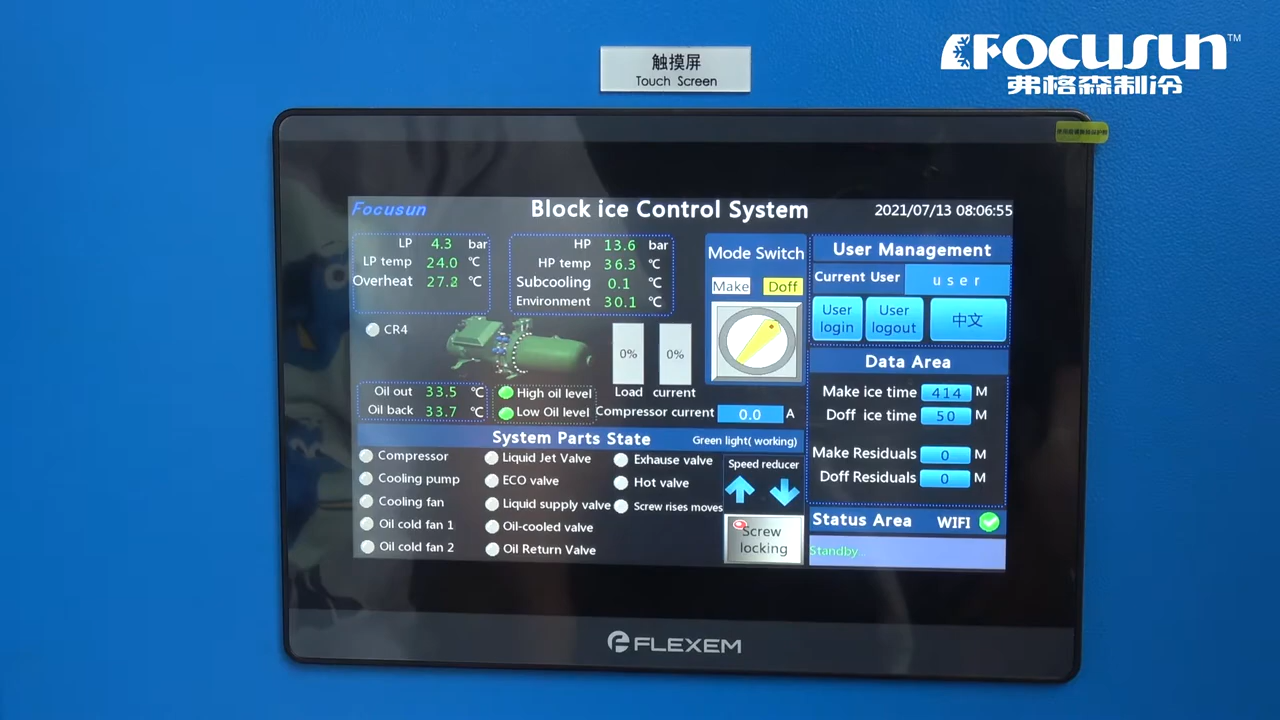 FOCUSUN™
弗格森制冷
触摸屏
Touch Screen
Focusun
Block ice Control System
2021/07/13 08:06:55
LP 4.3 bar
LP temp 24.0 ℃
Overheat 27.2 ℃
HP 13.6 bar
HP temp 36.3 ℃
Subcooling 0.1 ℃
Environment 30.1 ℃
CR4
0%
0%
Load current
Oil out 33.5 ℃
Oil back 33.7 ℃
High oil level
Low Oil level
Compressor current 0.0 A
Mode Switch
Make Doff
User Management
Current User user
User login
User logout
中文
Data Area
Make ice time 414 M
Doff ice time 50 M
Make Residuals 0 M
Doff Residuals 0 M
Status Area WIFI
Standby..
System Parts State Green light( working)
Compressor
Cooling pump
Cooling fan
Oil cold fan 1
Oil cold fan 2
Liquid Jet Valve
ECO valve
Liquid supply valve
Oil-cooled valve
Oil Return Valve
Exhause valve
Hot valve
Screw rises moves
Speed reducer
Screw
locking
FLEXEM